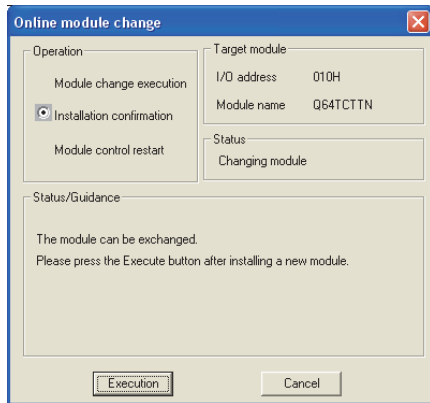 Online module change
Operation
Module change execution
Installation confirmation
Module control restart
Target module
I/O address 010H
Module name Q64TCTTN
Status
Changing module
Status/Guidance
The module can be exchanged.
Please press the Execute button after installing a new module.
Execution Cancel